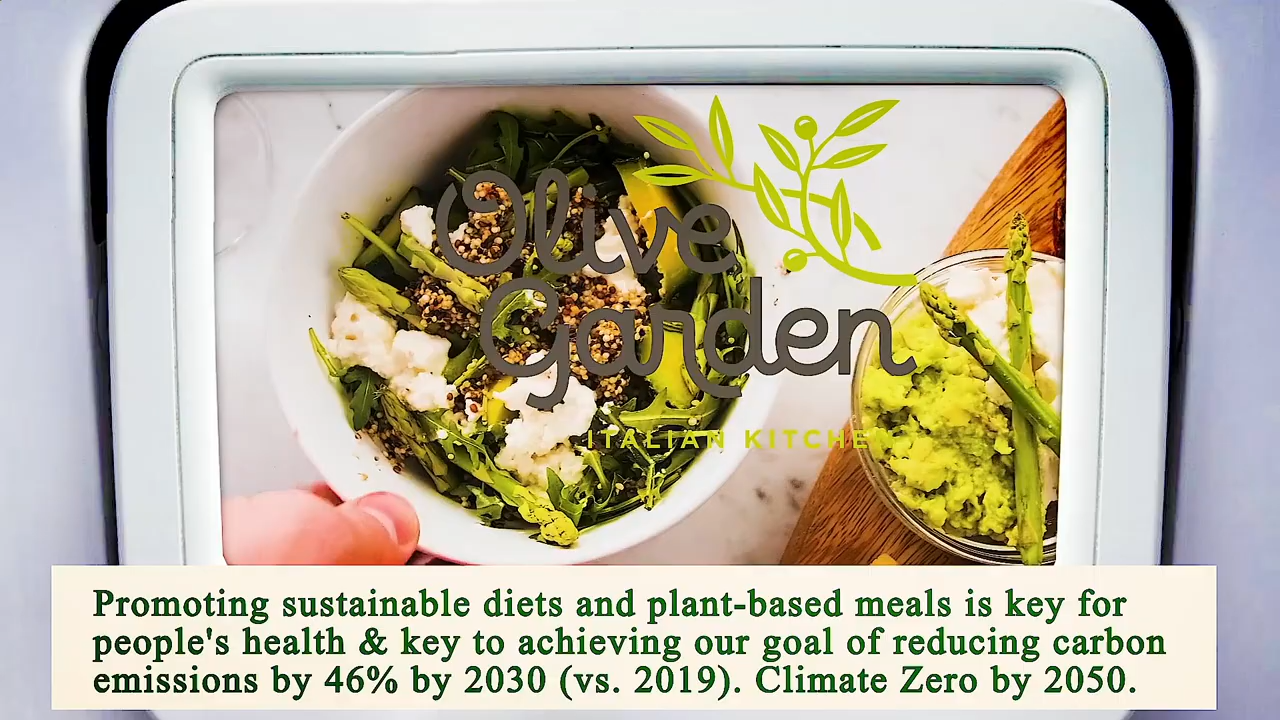 Olive
Garden
ITALIAN KITCHEN
Promoting sustainable diets and plant-based meals is key for
people's health & key to achieving our goal of reducing carbon
emissions by 46% by 2030 (vs. 2019). Climate Zero by 2050.